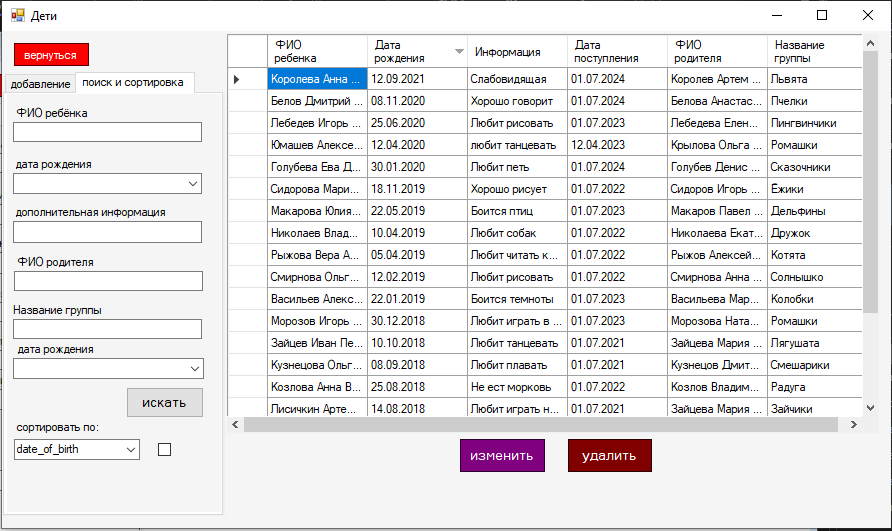 Дети
вернуться
добавление поиск и сортировка
ФИО ребёнка
дата рождения
дополнительная информация
ФИО родителя
Название группы
дата рождения
искать
сортировать по:
date_of_birth
ФИО ребенка Дата рождения Информация Дата поступления ФИО родителя Название группы
Королева Анна ... 12.09.2021 Слабовидящая 01.07.2024 Королев Артем ... Львята
Белов Дмитрий ... 08.11.2020 Хорошо говорит 01.07.2024 Белова Анастас... Пчелки
Лебедев Игорь ... 25.06.2020 Любит рисовать 01.07.2023 Лебедева Елен... Пингвинчики
Юмашев Алексе... 12.04.2020 любит танцевать 12.04.2023 Крылова Ольга ... Ромашки
Голубева Ева Д... 30.01.2020 Любит петь 01.07.2024 Голубев Денис ... Сказочники
Сидорова Мари... 18.11.2019 Хорошо рисует 01.07.2022 Сидоров Игорь ... Ёжики
Макарова Юлия... 22.05.2019 Боится птиц 01.07.2023 Макаров Павел ... Дельфины
Николаев Влад... 10.04.2019 Любит собак 01.07.2022 Николаева Екат... Дружок
Рыжова Вера А... 05.04.2019 Любит читать к... 01.07.2022 Рыжов Алексей... Котята
Смирнова Ольг... 12.02.2019 Любит рисовать 01.07.2022 Смирнова Анна ... Солнышко
Васильев Алекс... 22.01.2019 Боится темноты 01.07.2023 Васильева Мар... Колобки
Морозов Игорь ... 30.12.2018 Любит играть в ... 01.07.2023 Морозова Ната... Ромашки
Зайцев Иван Пе... 10.10.2018 Любит танцевать 01.07.2021 Зайцева Мария ... Лягушата
Кузнецова Ольг... 08.09.2018 Любит плавать 01.07.2021 Кузнецов Дмит... Смешарики
Козлова Анна В... 25.08.2018 Не ест морковь 01.07.2022 Козлов Владим... Радуга
Лисичкин Арте... 14.08.2018 Любит играть н... 01.07.2021 Зайцева Мария ... Зайчики
изменить удалить